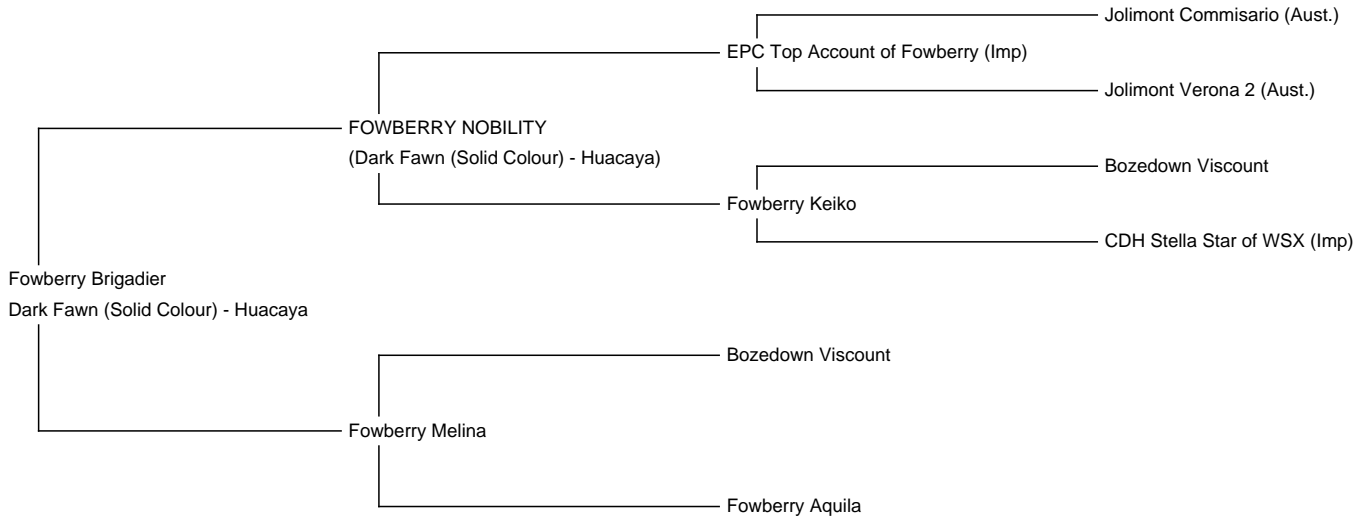 Jolimont Commisario (Aust.)
EPC Top Account of Fowberry (Imp)
Jolimont Verona 2 (Aust.)
FOWBERRY NOBILITY
(Dark Fawn (Solid Colour) - Huacaya)
Bozedown Viscount
Fowberry Keiko
CDH Stella Star of WSX (Imp)
Fowberry Brigadier
Dark Fawn (Solid Colour) - Huacaya
Bozedown Viscount
Fowberry Melina
Fowberry Aquila